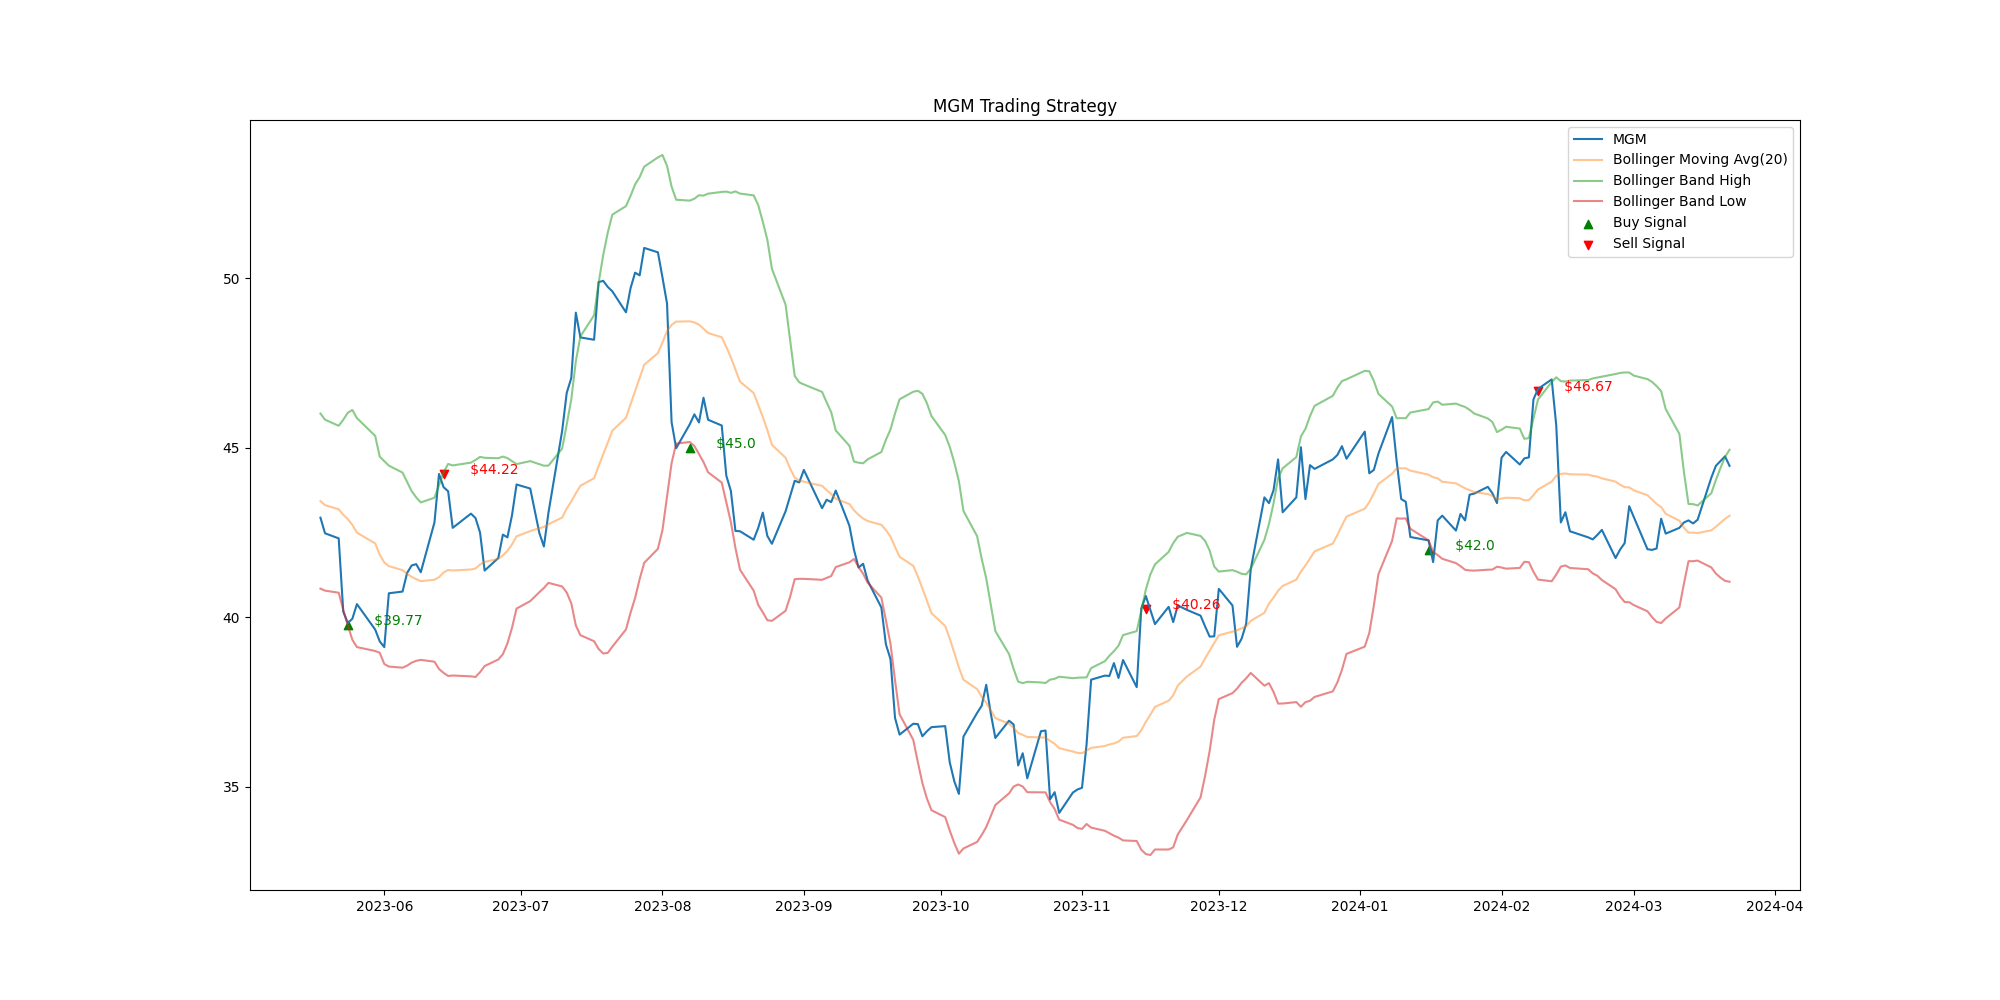 MGM Trading Strategy
MGM
Bollinger Moving Avg(20)
Bollinger Band High
Bollinger Band Low
Buy Signal
Sell Signal
50
45
40
35
$39.77
$44.22
$45.0
$40.26
$42.0
$46.67
2023-06 2023-07 2023-08 2023-09 2023-10 2023-11 2023-12 2024-01 2024-02 2024-03 2024-04